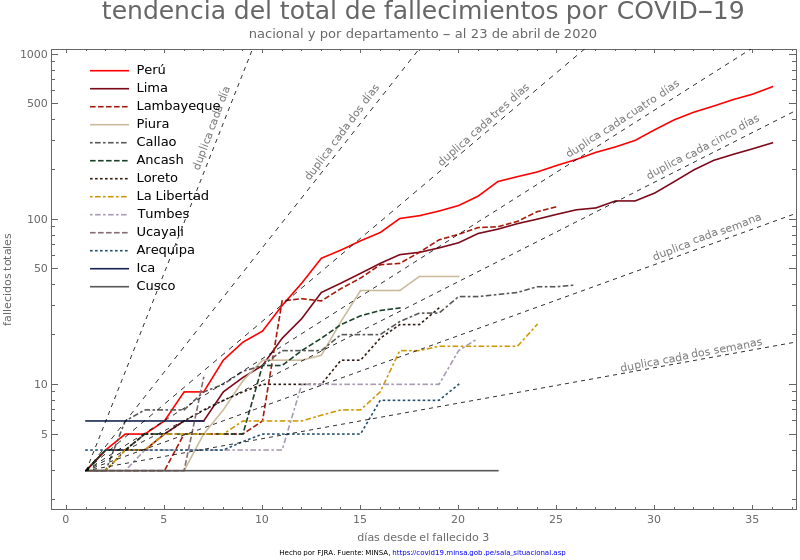 tendencia del total de fallecimientos por COVID−19
nacional y por departamento − al 23 de abril de 2020
fallecidos totales
1000
500
100
50
10
5
Perú
Lima
Lambayeque
Piura
Callao
Ancash
Loreto
La Libertad
Tumbes
Ucayali
Arequipa
Ica
Cusco
duplica cada día
duplica cada dos días
duplica cada tres días
duplica cada cuatro días
duplica cada cinco días
duplica cada semana
duplica cada dos semanas
0 5 10 15 20 25 30 35
días desde el fallecido 3
Hecho por FJRA. Fuente: MINSA, https://covid19.minsa.gob.pe/sala_situacional.asp